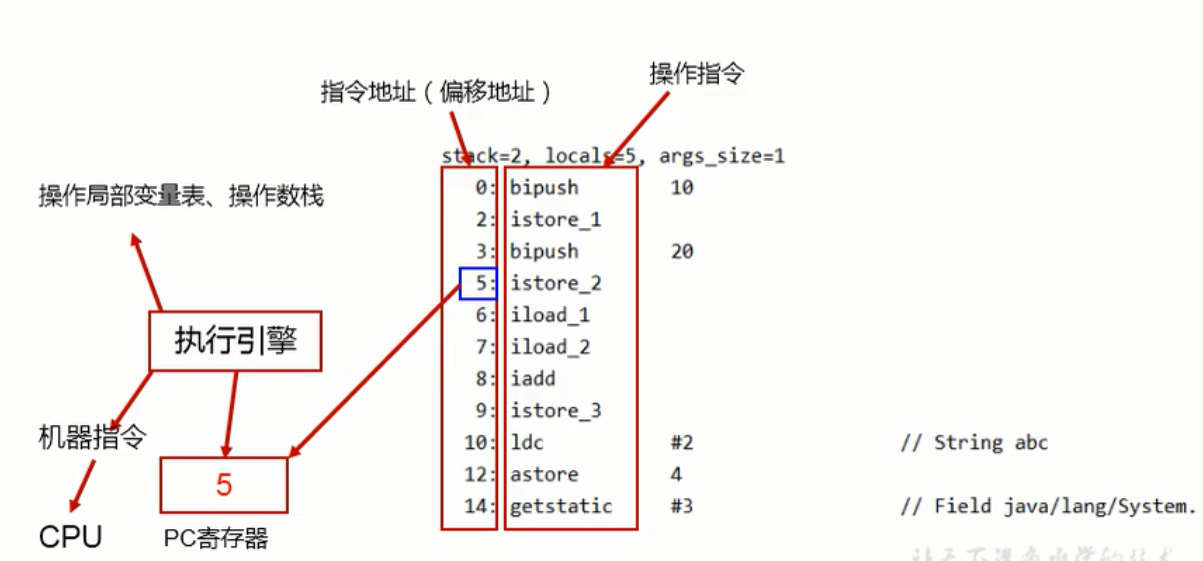 操作指令
指令地址（偏移地址）
stack=2, locals=5, args_size=1
操作局部变量表、操作数栈
0: bipush 10
2: istore_1
3: bipush 20
5: istore_2
6: iload_1
7: iload_2
8: iadd
9: istore_3
10: ldc #2 // String abc
12: astore 4
14: getstatic #3 // Field java/lang/System.
执行引擎
机器指令
5
CPU
PC寄存器